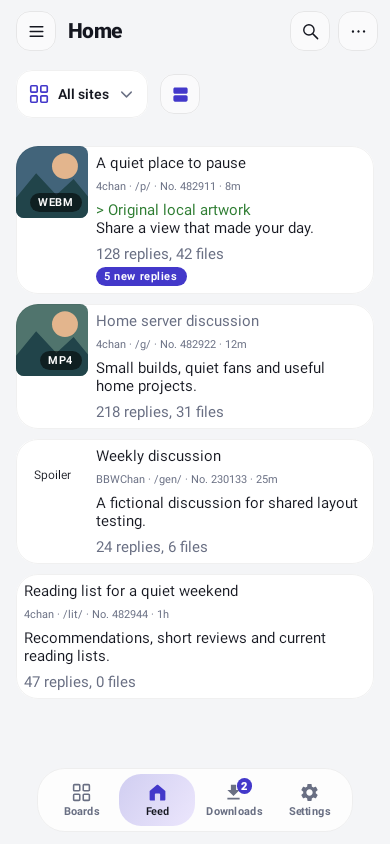 Home
All sites
WEBM
A quiet place to pause
4chan · /p/ · No. 482911 · 8m
> Original local artwork
Share a view that made your day.
128 replies, 42 files
5 new replies
MP4
Home server discussion
4chan · /g/ · No. 482922 · 12m
Small builds, quiet fans and useful
home projects.
218 replies, 31 files
Spoiler
Weekly discussion
BBWChan · /gen/ · No. 230133 · 25m
A fictional discussion for shared layout
testing.
24 replies, 6 files
Reading list for a quiet weekend
4chan · /lit/ · No. 482944 · 1h
Recommendations, short reviews and current
reading lists.
47 replies, 0 files
2
Boards
Feed
Downloads
Settings